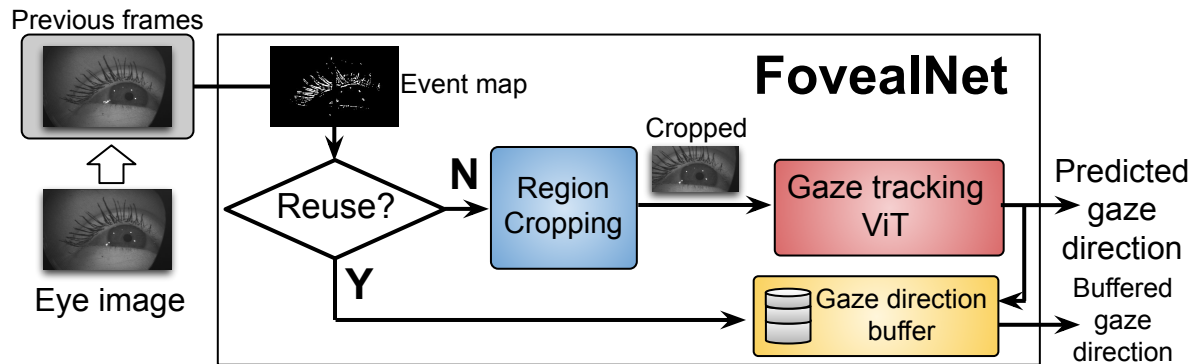 Previous frames
Event map
FovealNet
Cropped
Reuse?
N
Region
Cropping
Gaze tracking
ViT
Predicted
gaze
direction
Y
Eye image
Gaze direction
buffer
Buffered
gaze
direction